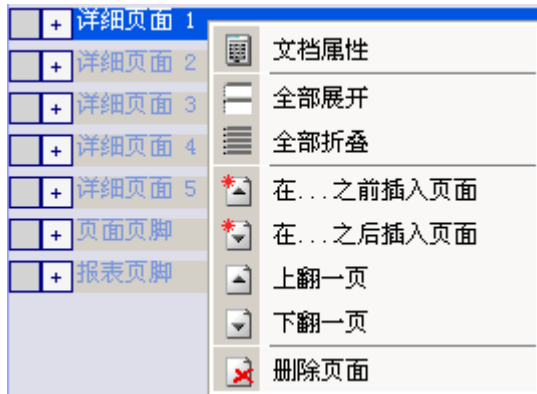 详细页面 1
详细页面 2
详细页面 3
详细页面 4
详细页面 5
页面页脚
报表页脚
文档属性
全部展开
全部折叠
在...之前插入页面
在...之后插入页面
上翻一页
下翻一页
删除页面